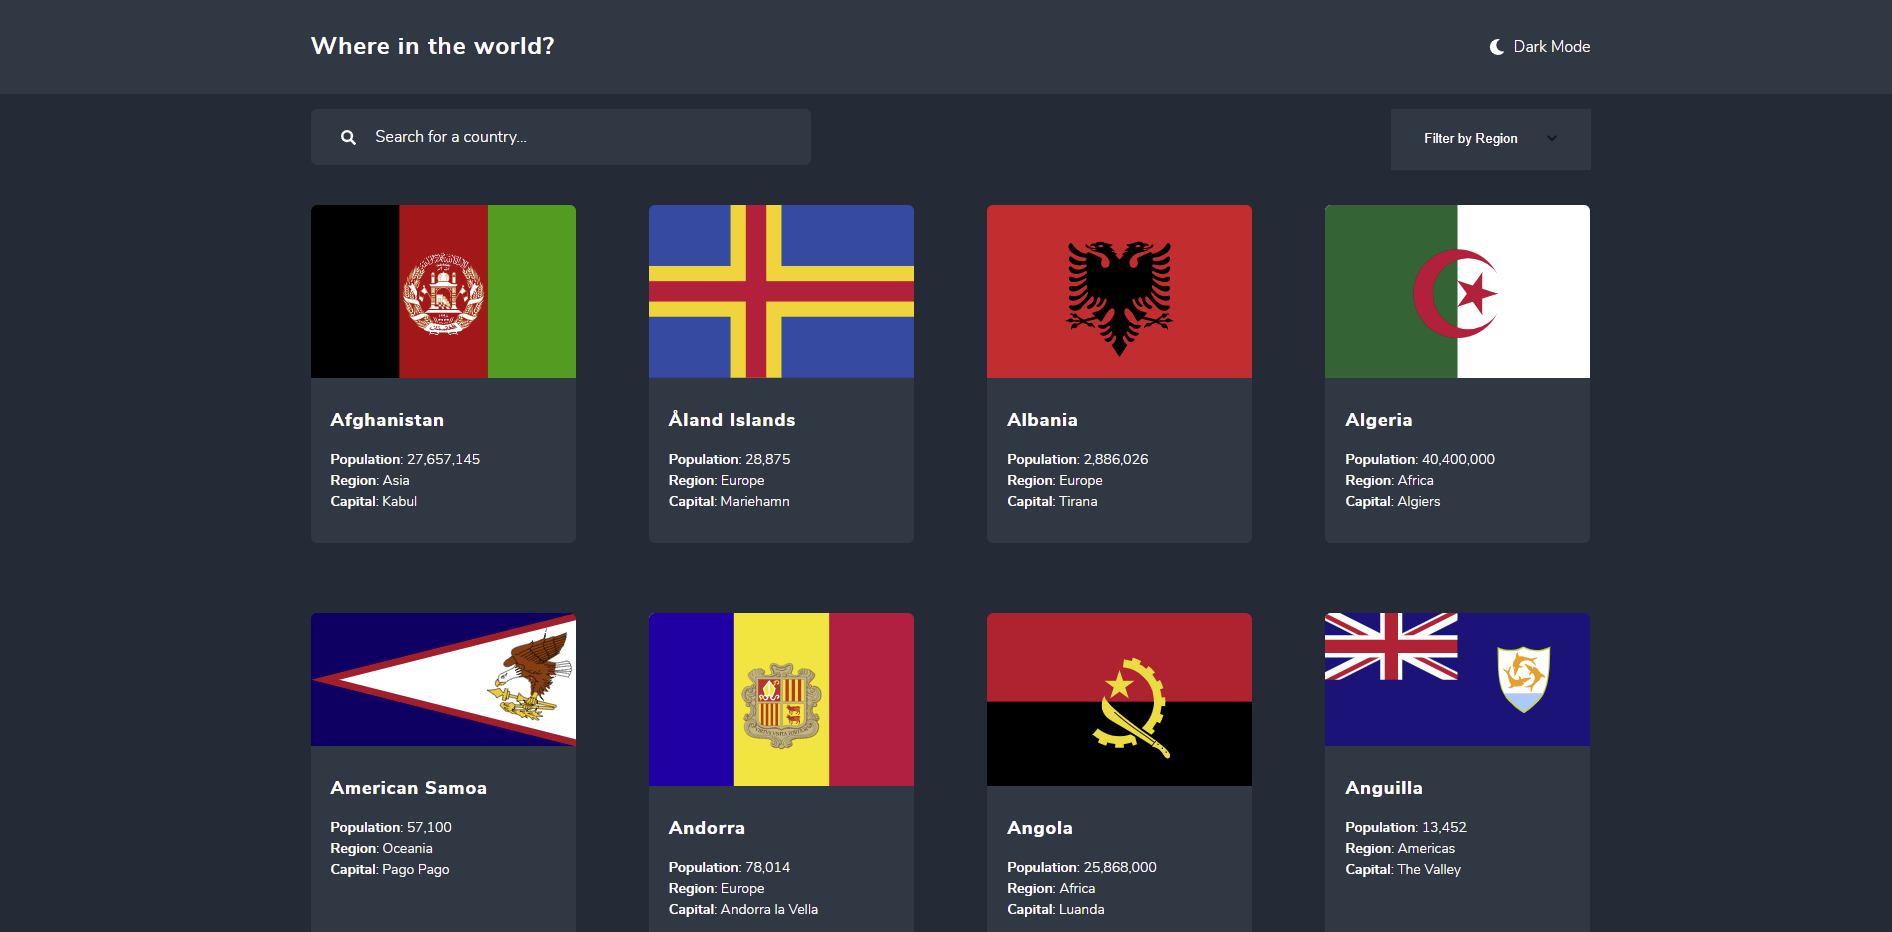 Where in the world?
Dark Mode
Search for a country...
Filter by Region
Afghanistan
Population: 27,657,145
Region: Asia
Capital: Kabul
Åland Islands
Population: 28,875
Region: Europe
Capital: Mariehamn
Albania
Population: 2,886,026
Region: Europe
Capital: Tirana
Algeria
Population: 40,400,000
Region: Africa
Capital: Algiers
American Samoa
Population: 57,100
Region: Oceania
Capital: Pago Pago
Andorra
Population: 78,014
Region: Europe
Capital: Andorra la Vella
Angola
Population: 25,868,000
Region: Africa
Capital: Luanda
Anguilla
Population: 13,452
Region: Americas
Capital: The Valley